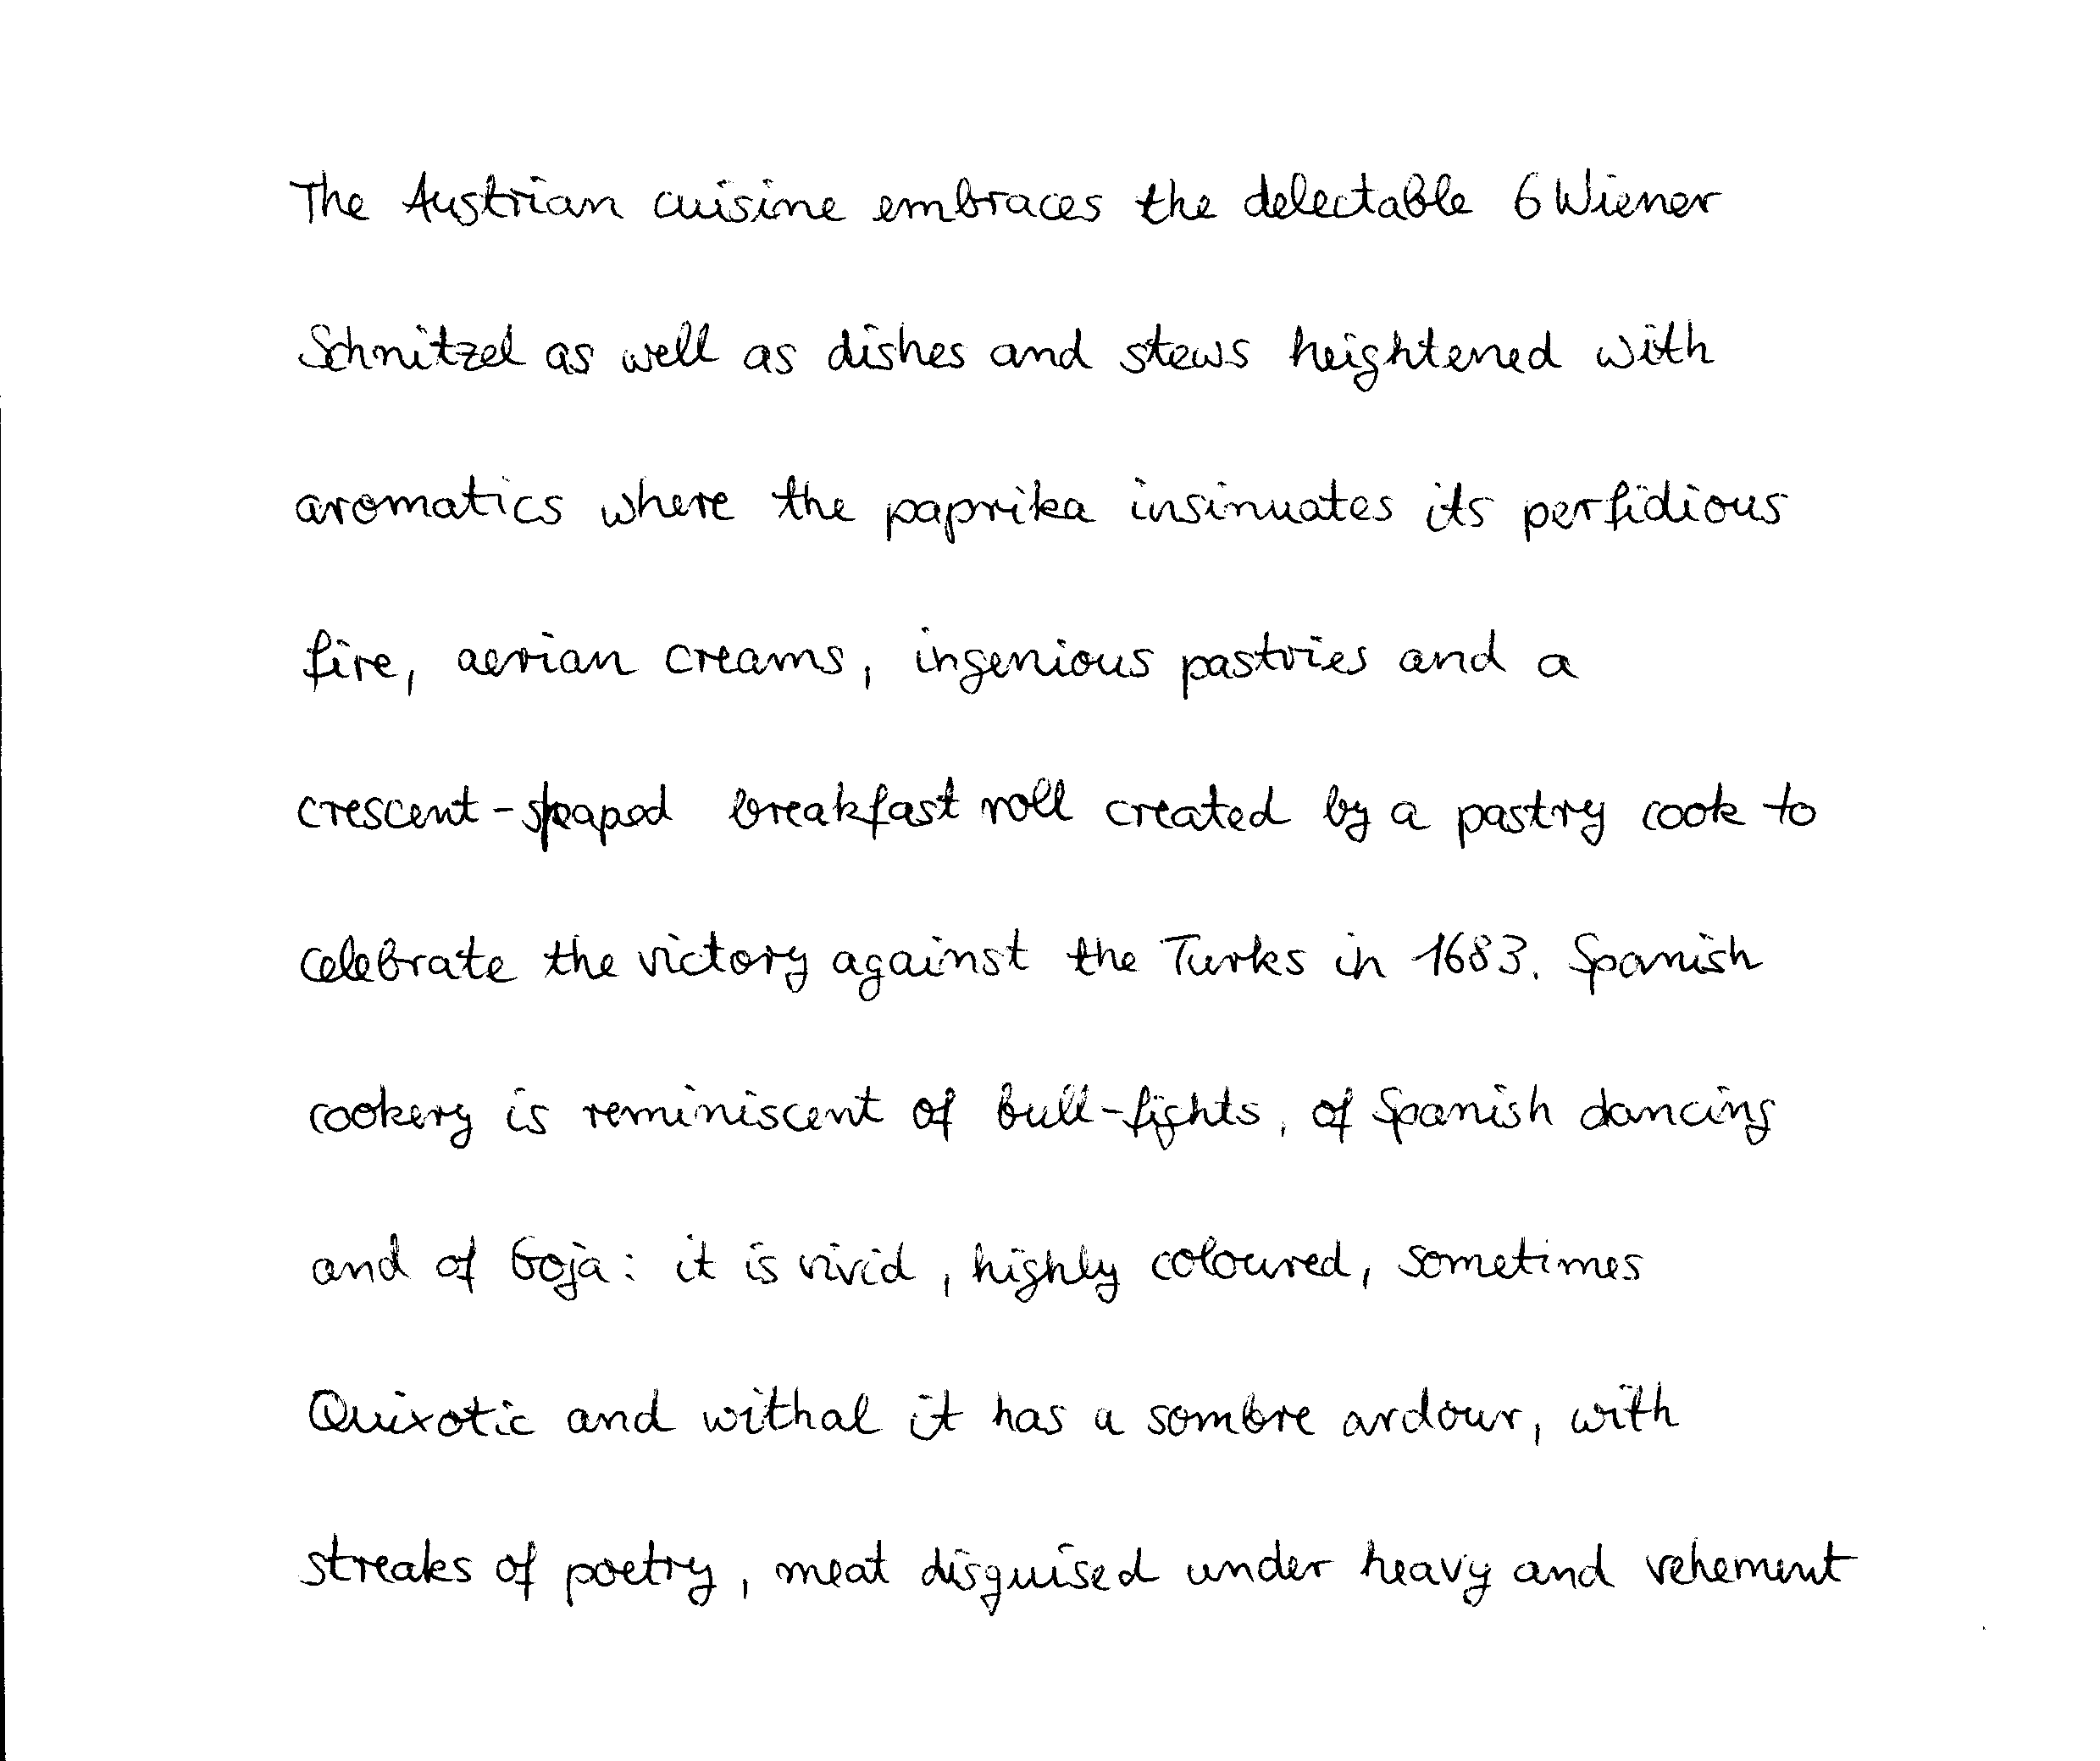 The Austrian cuisine embraces the delectable 6 Wiener
Schnitzel as well as dishes and stews heightened with
aromatics where the paprika insinuates its perfidious
fire, aerian creams, ingenious pastries and a
crescent-shaped breakfast roll created by a pastry cook to
celebrate the victory against the Turks in 1683. Spanish
cookery is reminiscent of bull-fights, of Spanish dancing
and of Goja: it is vivid, highly coloured, sometimes
Quixotic and withal it has a sombre ardour, with
streaks of poetry, meat disguised under heavy and vehement